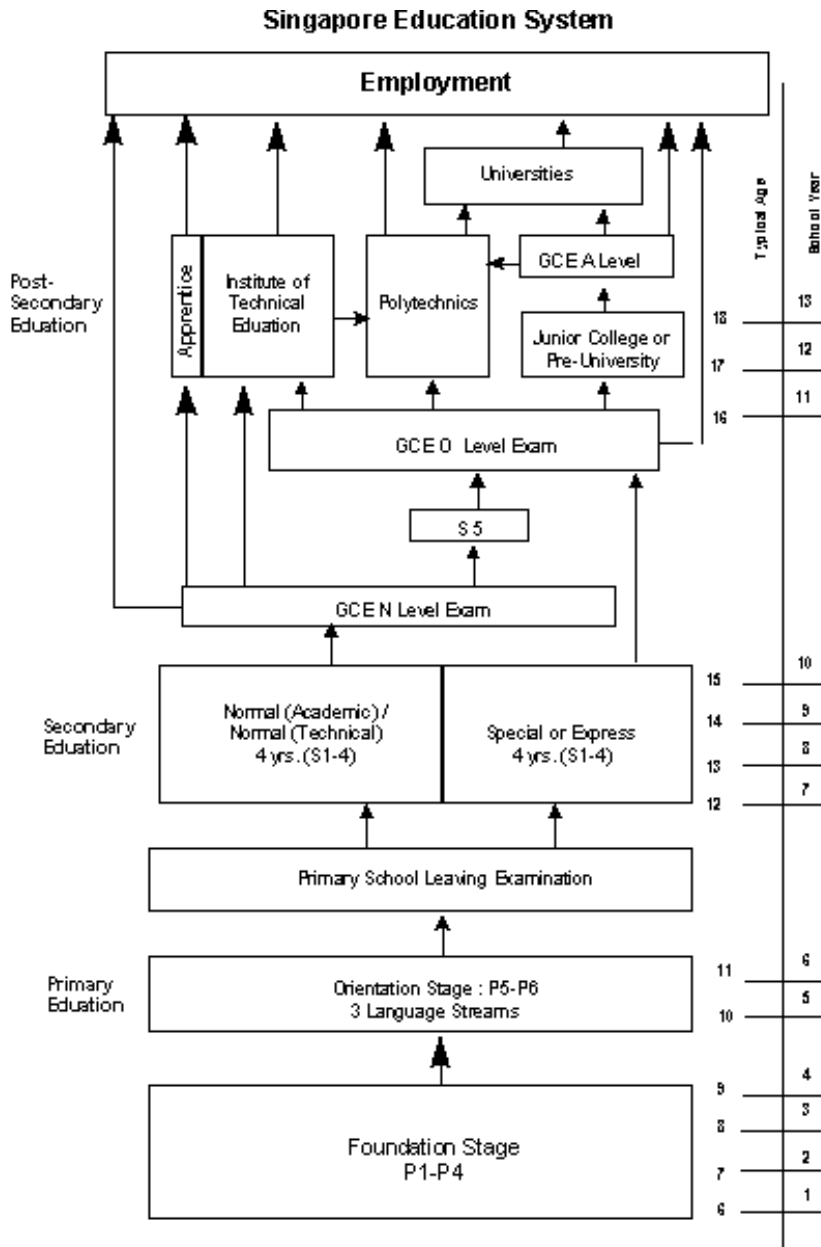 Singapore Education System
Employment
Universities
Typical Age
School Year
Apprentice
Institute of
Technical
Eduation
Polytechnics
GCE A Level
Post-
Secondary
Eduation
Junior College or
Pre-University
18
13
17
12
16
11
GCE O Level Exam
S 5
GCE N Level Exam
Secondary
Eduation
Normal (Academic) /
Normal (Technical)
4 yrs. (S1-4)
Special or Express
4 yrs. (S1-4)
15
10
14
9
13
8
12
7
Primary School Leaving Examination
Primary
Eduation
Orientation Stage : P5-P6
3 Language Streams
11
6
10
5
Foundation Stage
P1-P4
9
4
8
3
7
2
6
1